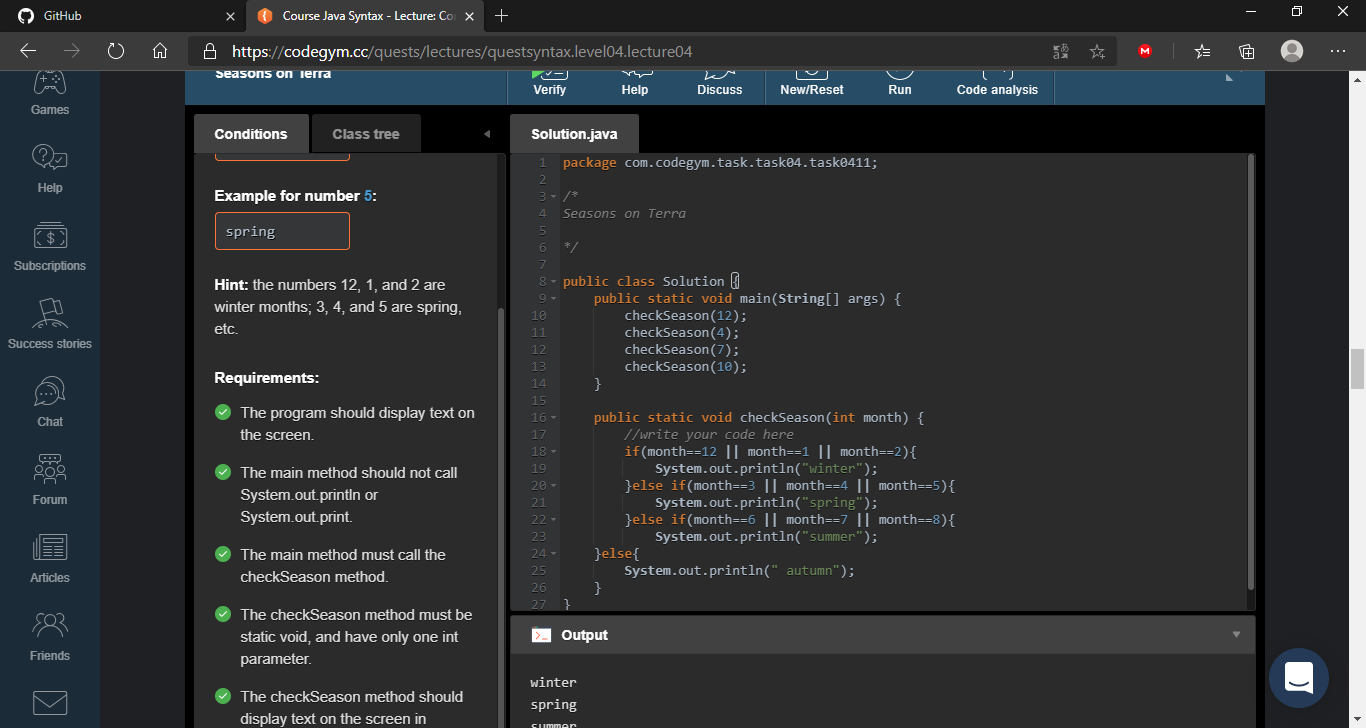 GitHub
Course Java Syntax - Lecture: Co
https://codegym.cc/quests/lectures/questsyntax.level04.lecture04
Games
Help
Subscriptions
Success stories
Chat
Forum
Articles
Friends
Seasons on Terra
Verify
Help
Discuss
New/Reset
Run
Code analysis
Conditions
Class tree
Example for number 5:
spring
Hint: the numbers 12, 1, and 2 are
winter months; 3, 4, and 5 are spring,
etc.
Requirements:
The program should display text on
the screen.
The main method should not call
System.out.println or
System.out.print.
The main method must call the
checkSeason method.
The checkSeason method must be
static void, and have only one int
parameter.
The checkSeason method should
display text on the screen in
Solution.java
1 package com.codegym.task.task04.task0411;
2
3 /*
4 Seasons on Terra
5
6 */
7
8 public class Solution {
9 public static void main(String[] args) {
10 checkSeason(12);
11 checkSeason(4);
12 checkSeason(7);
13 checkSeason(10);
14 }
15
16 public static void checkSeason(int month) {
17 //write your code here
18 if(month==12 || month==1 || month==2){
19 System.out.println("winter");
20 }else if(month==3 || month==4 || month==5){
21 System.out.println("spring");
22 }else if(month==6 || month==7 || month==8){
23 System.out.println("summer");
24 }else{
25 System.out.println(" autumn");
26 }
27 }
Output
winter
spring
summer